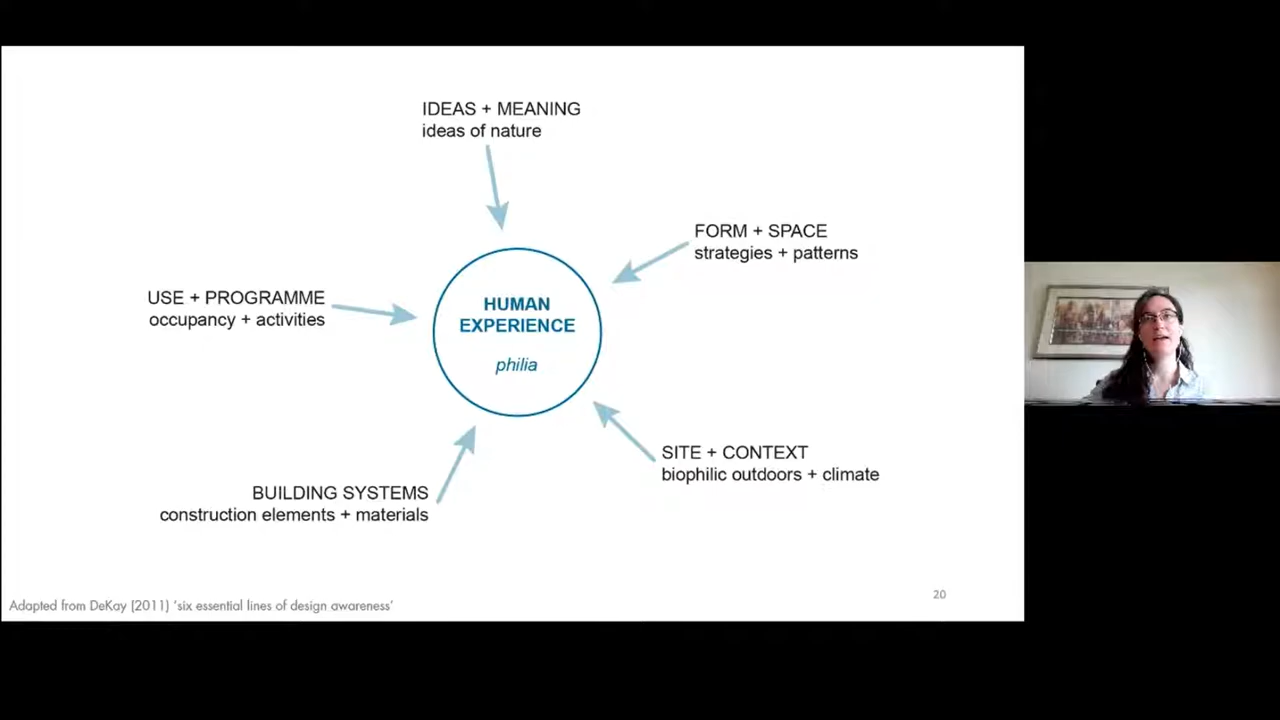 IDEAS + MEANING
ideas of nature
FORM + SPACE
strategies + patterns
USE + PROGRAMME
occupancy + activities
HUMAN
EXPERIENCE
philia
SITE + CONTEXT
biophilic outdoors + climate
BUILDING SYSTEMS
construction elements + materials
20
Adapted from DeKay (2011) ‘six essential lines of design awareness’